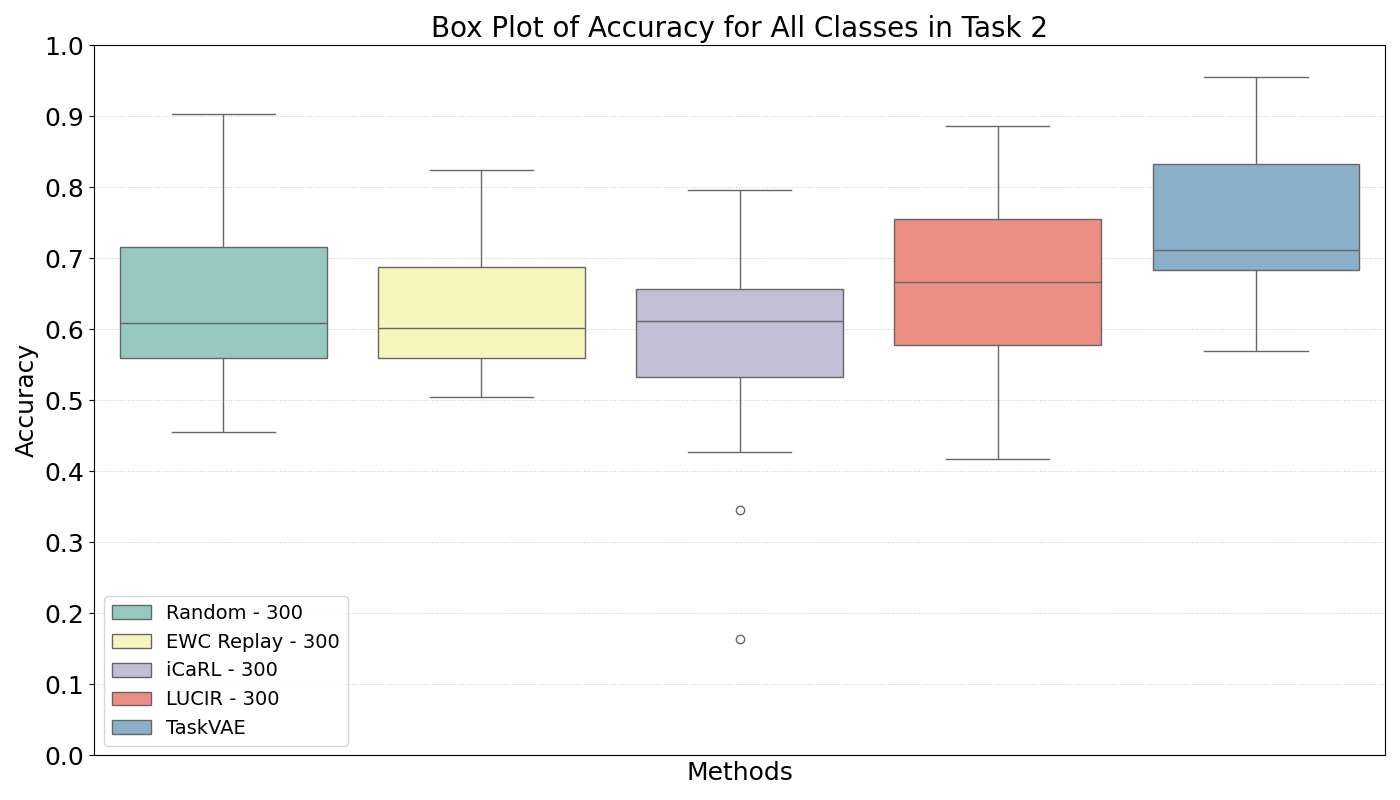 Box Plot of Accuracy for All Classes in Task 2
1.0
0.9
0.8
0.7
0.6
0.5
0.4
0.3
0.2
0.1
0.0
Accuracy
Random - 300
EWC Replay - 300
iCaRL - 300
LUCIR - 300
TaskVAE
Methods